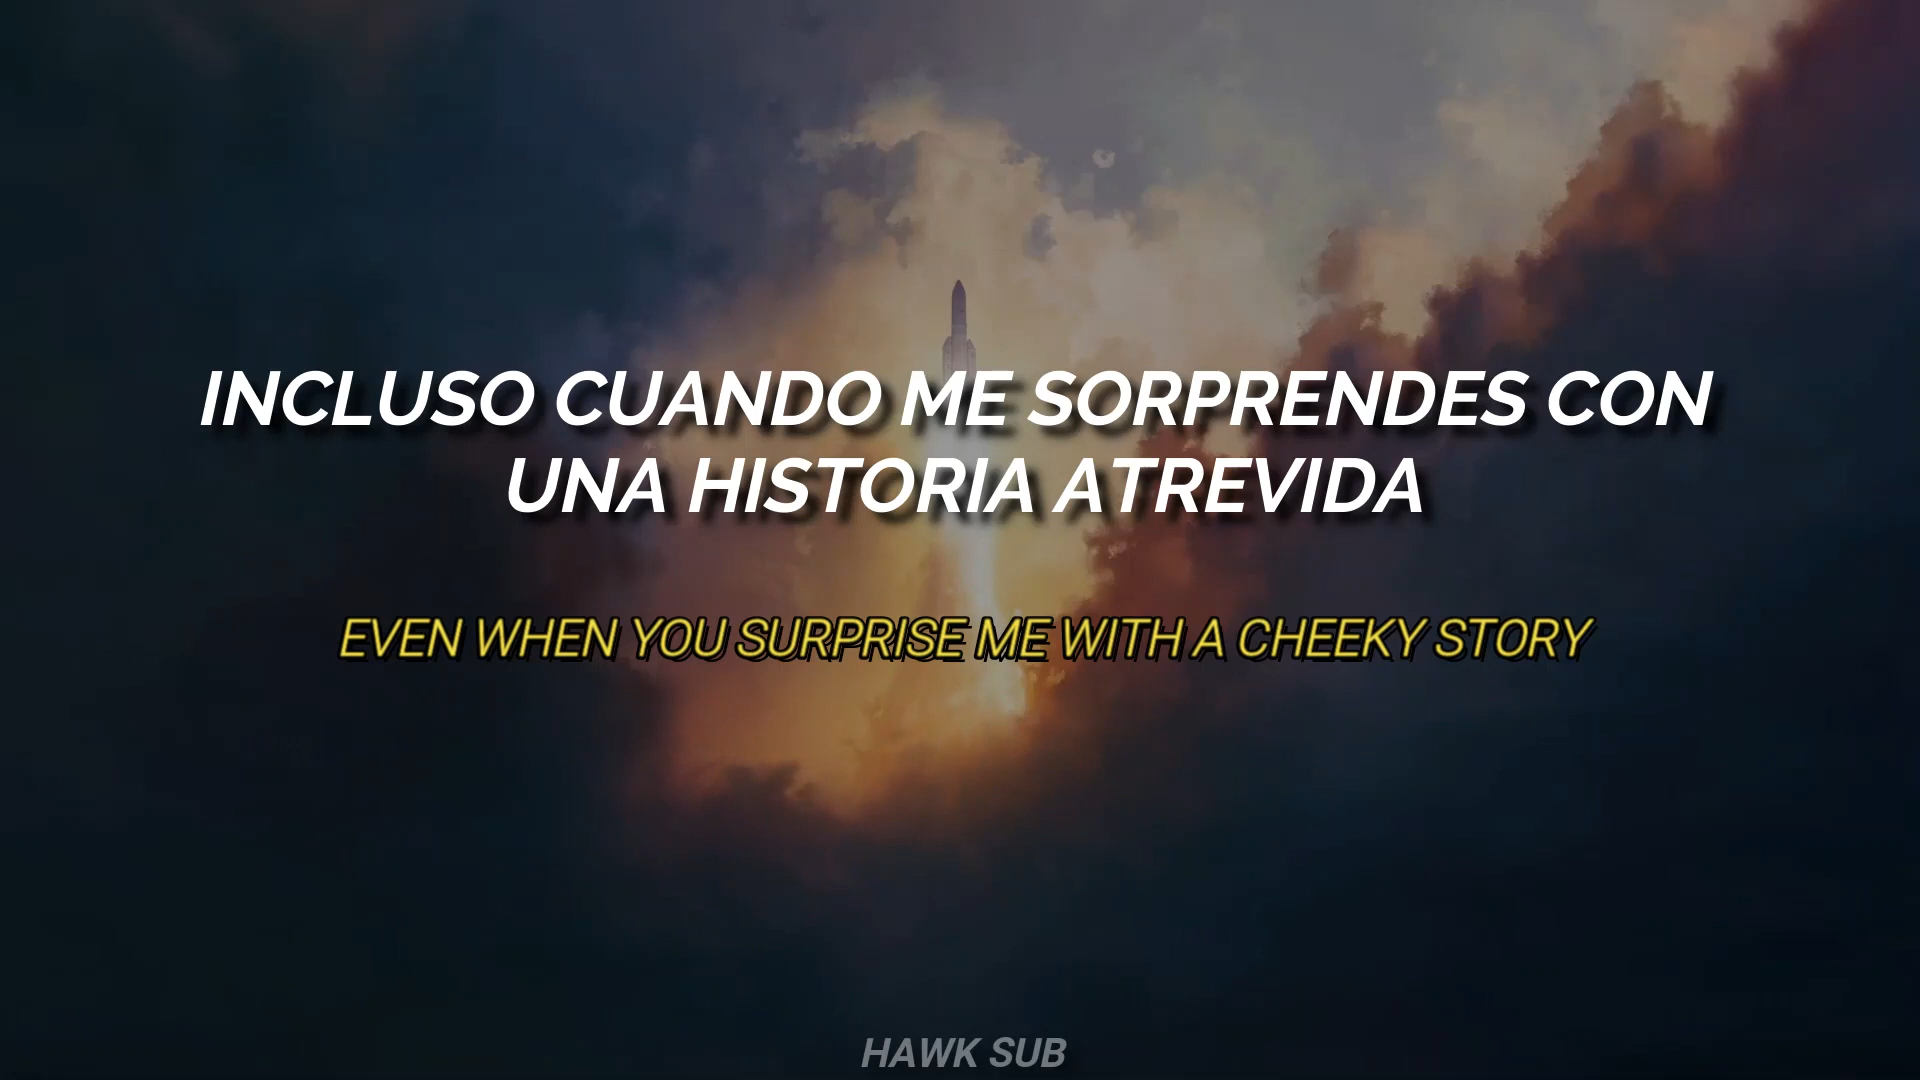 INCLUSO CUANDO ME SORPRENDES CON
UNA HISTORIA ATREVIDA
EVEN WHEN YOU SURPRISE ME WITH A CHEEKY STORY
HAWK SUB